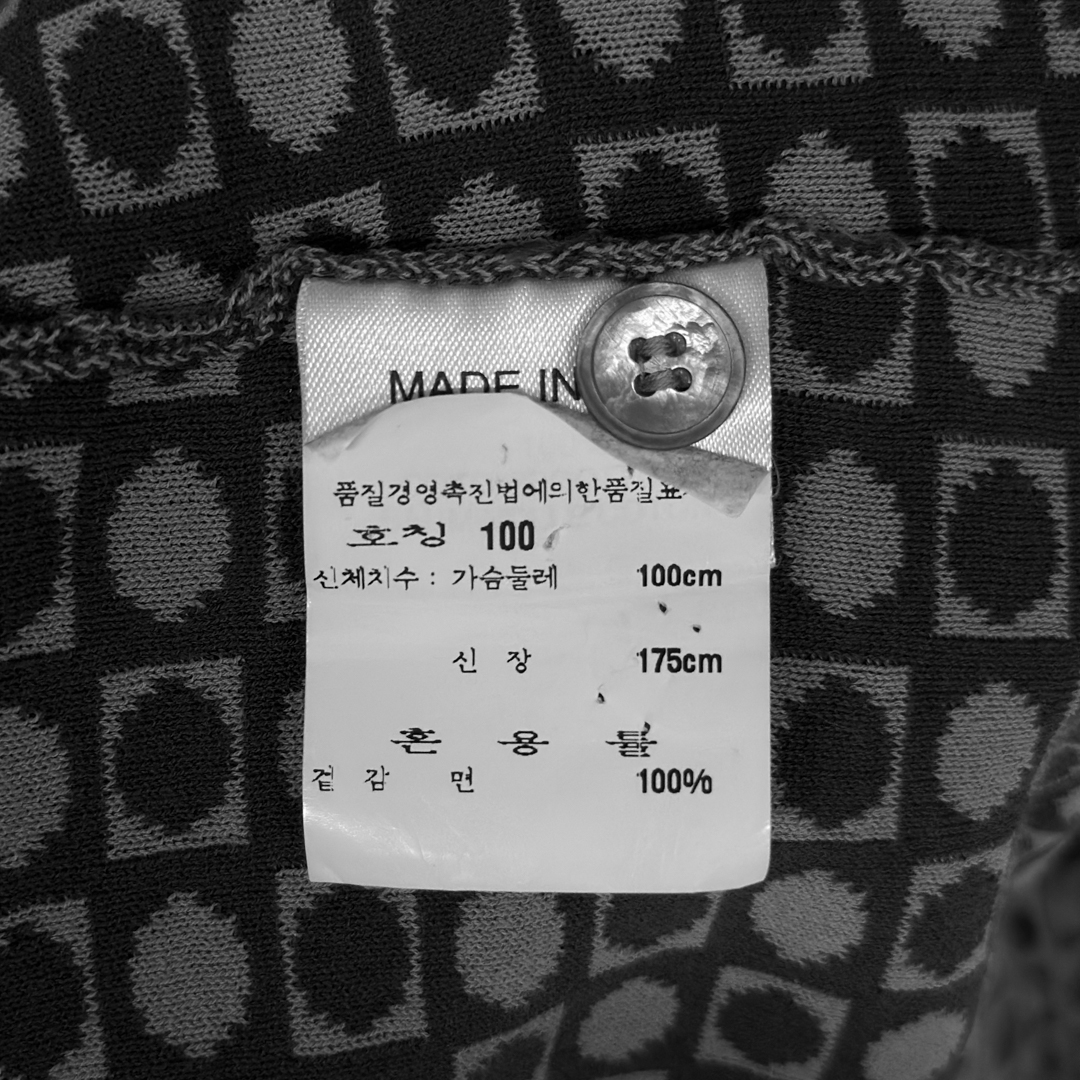 MADE IN
품질경영촉진법에의한품질표
호칭 100
신체치수 : 가슴둘레 100cm
신 장 175cm
혼 용 률
겉 감 면 100%